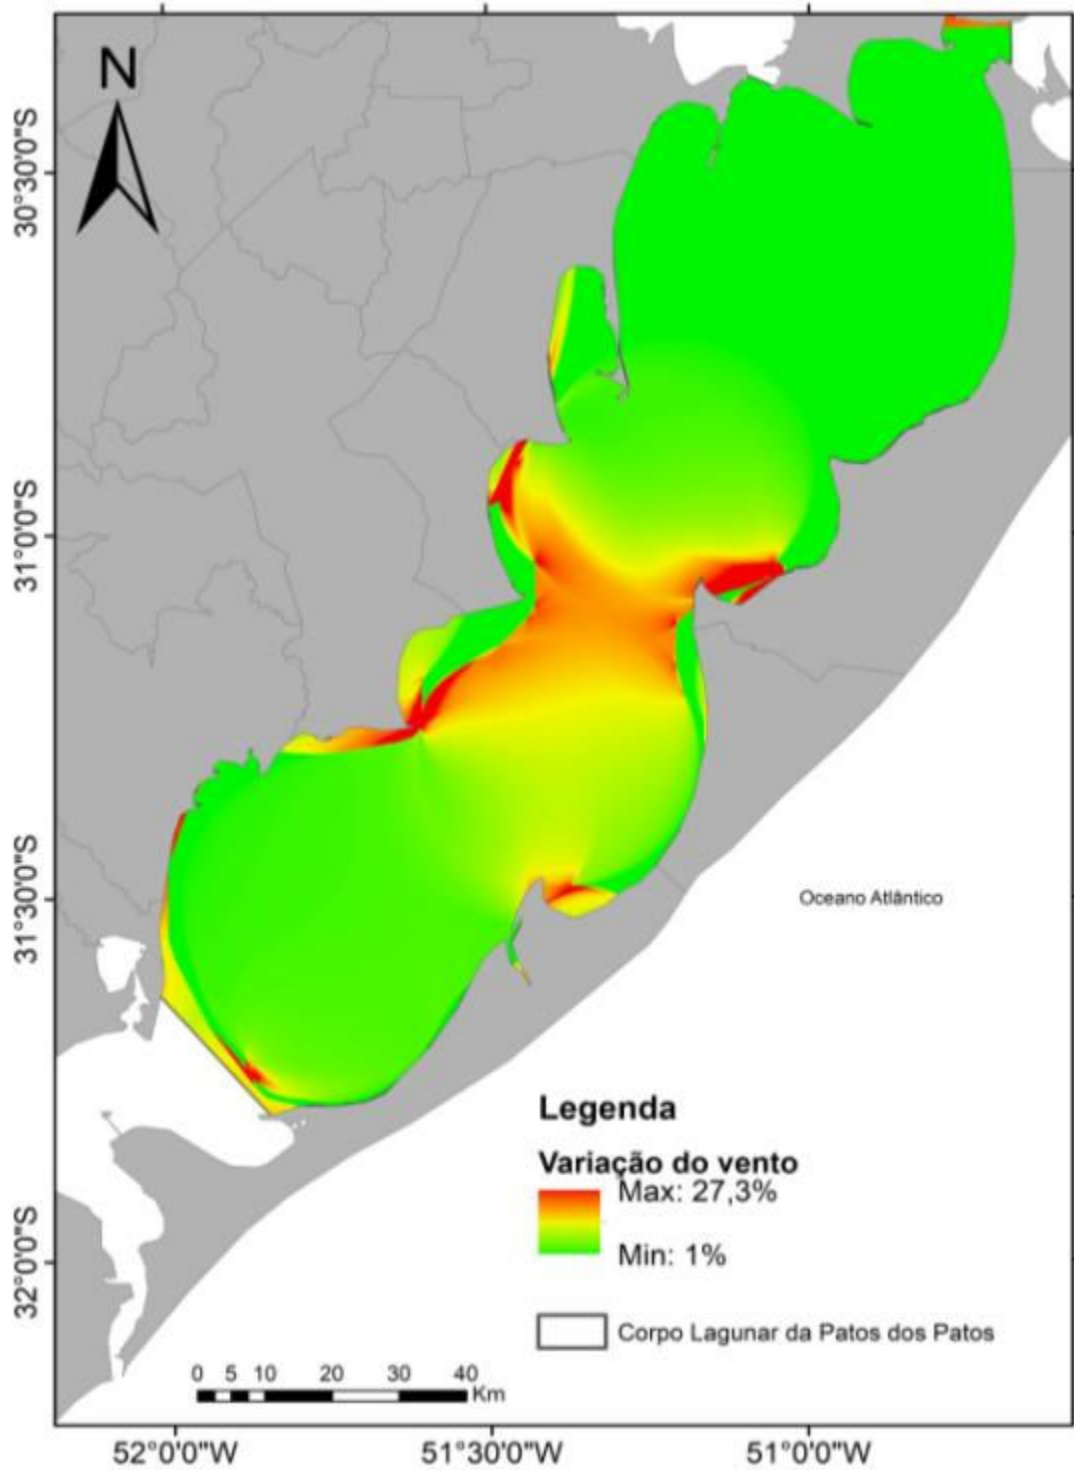 N
30°30'0"S
31°0'0"S
31°30'0"S
32°0'0"S
Oceano Atlântico
Legenda
Variação do vento
Max: 27,3%
Min: 1%
Corpo Lagunar da Patos dos Patos
0 5 10 20 30 40
Km
52°0'0"W 51°30'0"W 51°0'0"W